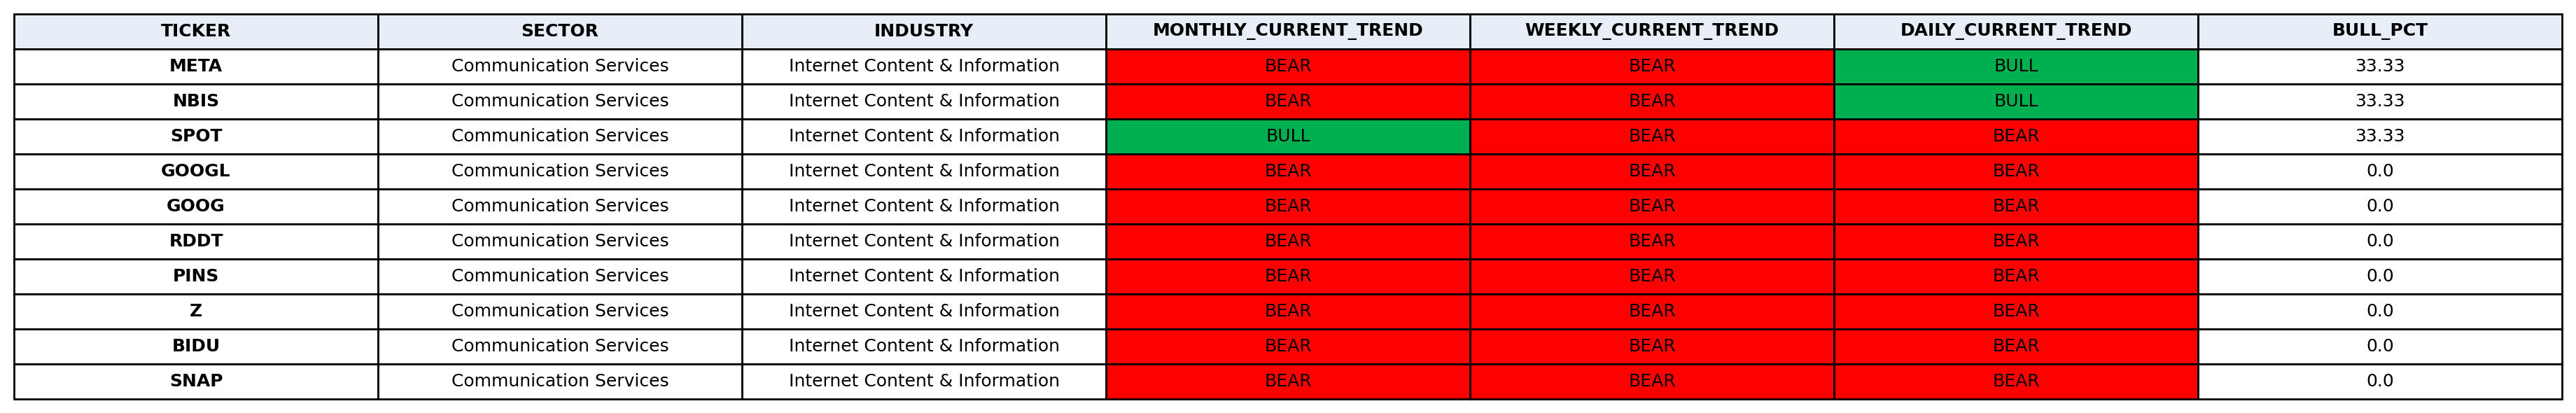 TICKER SECTOR INDUSTRY MONTHLY_CURRENT_TREND WEEKLY_CURRENT_TREND DAILY_CURRENT_TREND BULL_PCT
META Communication Services Internet Content & Information BEAR BEAR BULL 33.33
NBIS Communication Services Internet Content & Information BEAR BEAR BULL 33.33
SPOT Communication Services Internet Content & Information BULL BEAR BEAR 33.33
GOOGL Communication Services Internet Content & Information BEAR BEAR BEAR 0.0
GOOG Communication Services Internet Content & Information BEAR BEAR BEAR 0.0
RDDT Communication Services Internet Content & Information BEAR BEAR BEAR 0.0
PINS Communication Services Internet Content & Information BEAR BEAR BEAR 0.0
Z Communication Services Internet Content & Information BEAR BEAR BEAR 0.0
BIDU Communication Services Internet Content & Information BEAR BEAR BEAR 0.0
SNAP Communication Services Internet Content & Information BEAR BEAR BEAR 0.0